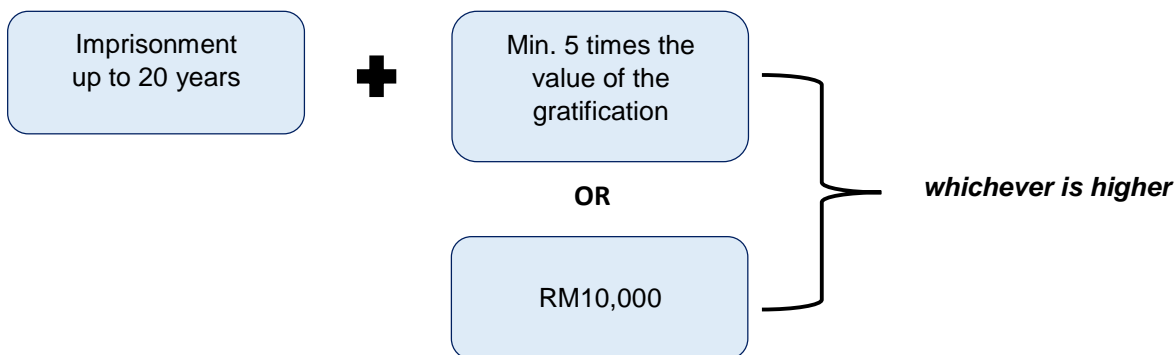 Imprisonment
up to 20 years
Min. 5 times the
value of the
gratification
OR
whichever is higher
RM10,000